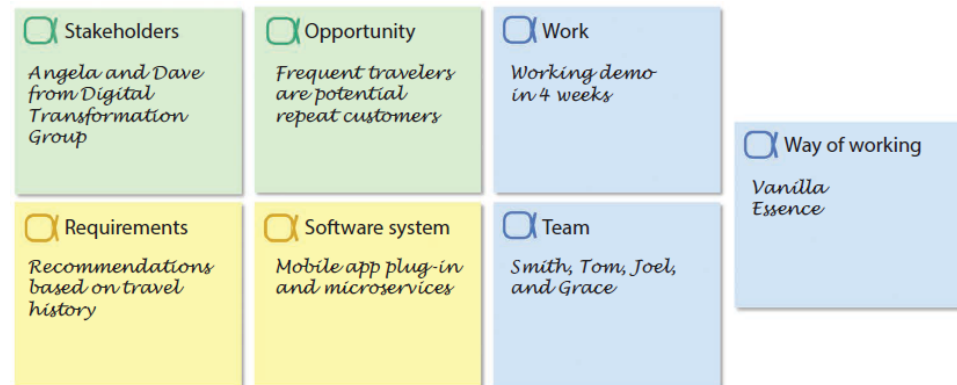 Stakeholders
Angela and Dave
from Digital
Transformation
Group
Opportunity
Frequent travelers
are potential
repeat customers
Work
Working demo
in 4 weeks
Way of working
Vanilla
Essence
Requirements
Recommendations
based on travel
history
Software system
Mobile app plug-in
and microservices
Team
Smith, Tom, Joel,
and Grace